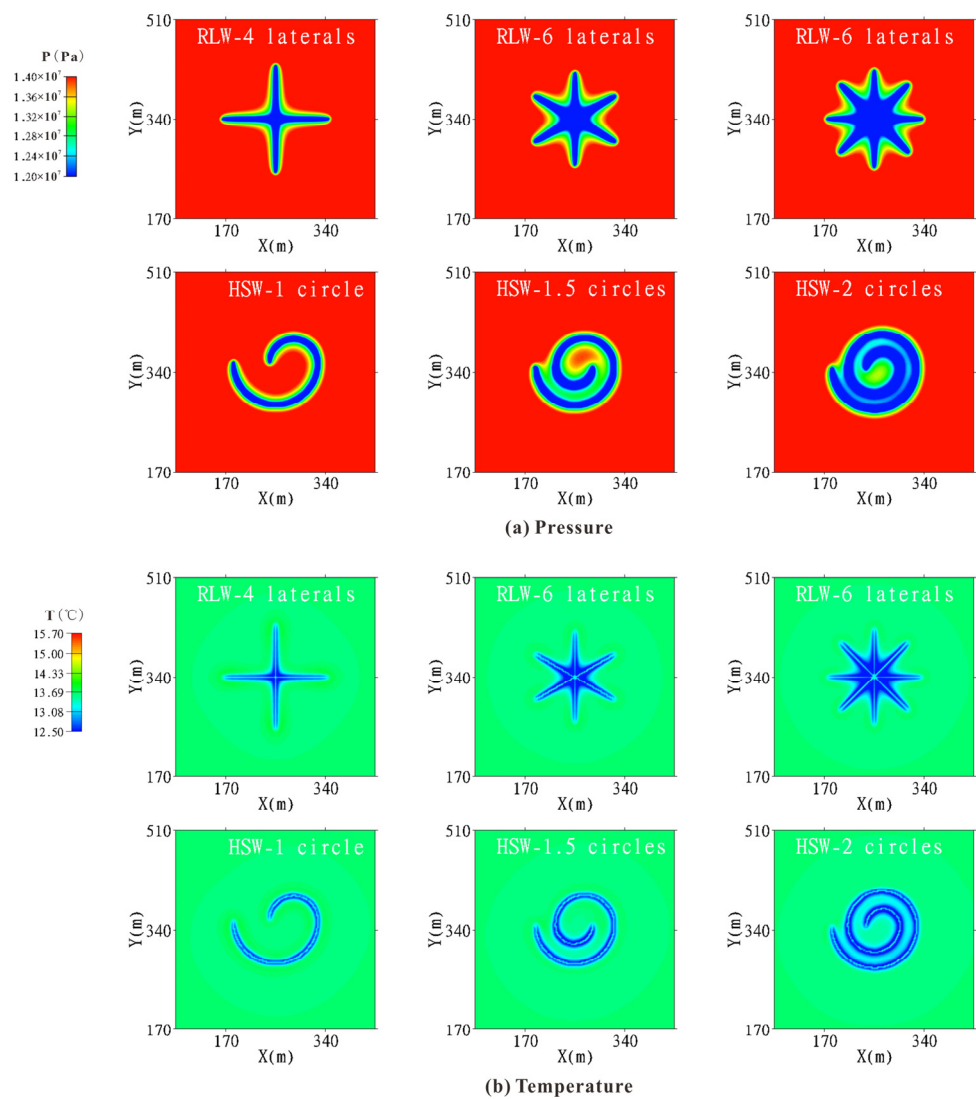 510 RLW-4 laterals 510 RLW-6 laterals 510 RLW-6 laterals
P (Pa)
1.40×10⁷
1.36×10⁷
1.32×10⁷
1.28×10⁷
1.24×10⁷
1.20×10⁷
Y(m) 340 Y(m) 340 Y(m) 340
170 170 170
170 340 170 340 170 340
X(m) X(m) X(m)
510 HSW-1 circle 510 HSW-1.5 circles 510 HSW-2 circles
Y(m) 340 Y(m) 340 Y(m) 340
170 170 170
170 340 170 340 170 340
X(m) X(m) X(m)
(a) Pressure
510 RLW-4 laterals 510 RLW-6 laterals 510 RLW-6 laterals
T (℃)
15.70
15.00
14.33
13.69
13.08
12.50
Y(m) 340 Y(m) 340 Y(m) 340
170 170 170
170 340 170 340 170 340
X(m) X(m) X(m)
510 HSW-1 circle 510 HSW-1.5 circles 510 HSW-2 circles
Y(m) 340 Y(m) 340 Y(m) 340
170 170 170
170 340 170 340 170 340
X(m) X(m) X(m)
(b) Temperature